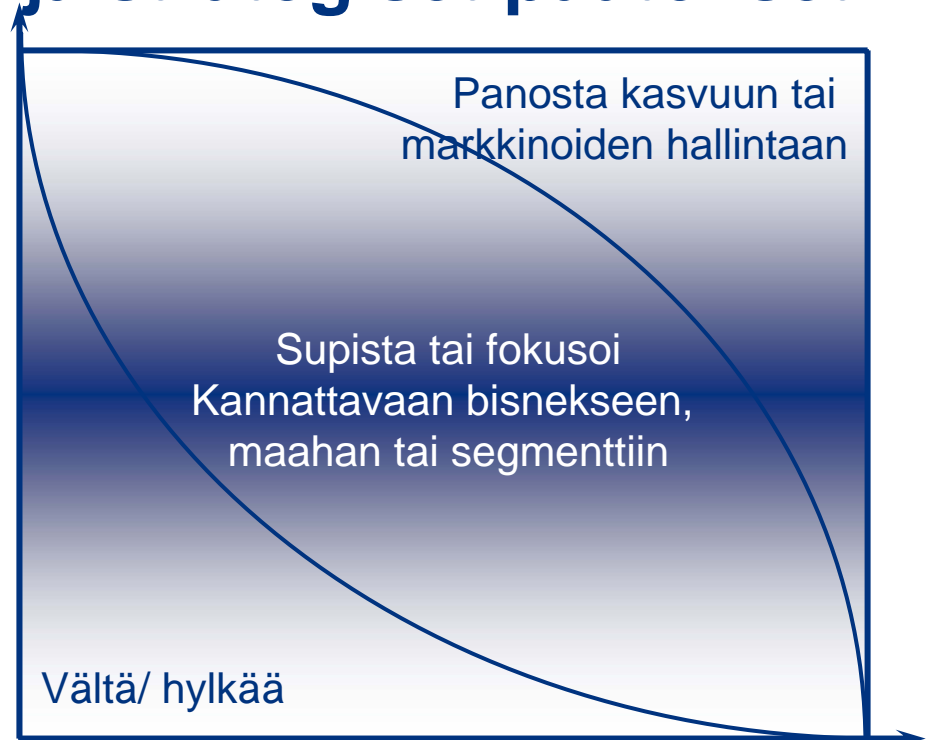 Panosta kasvuun tai
markkinoiden hallintaan
Supista tai fokusoi
Kannattavaan bisnekseen,
maahan tai segmenttiin
Vältä/ hylkää